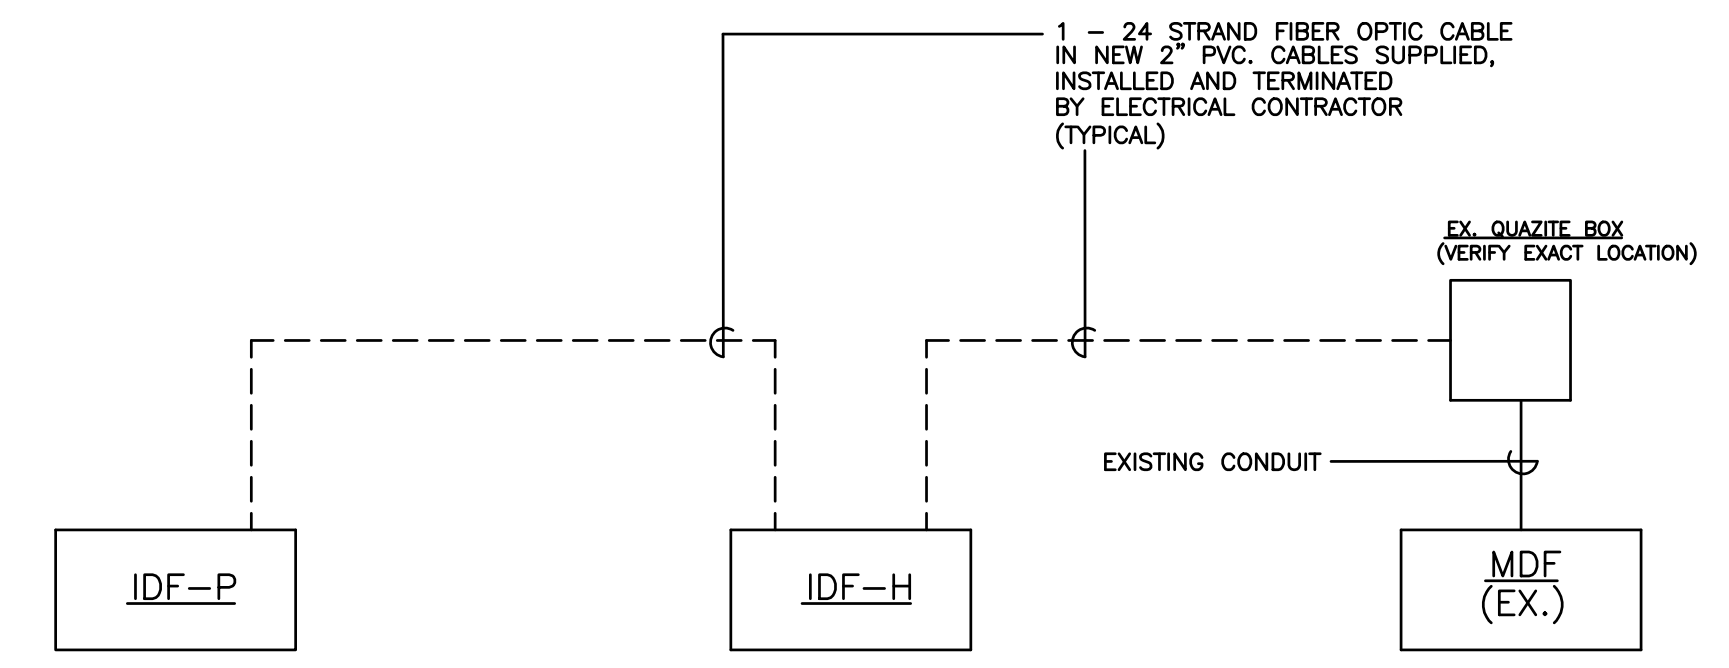 1 - 24 STRAND FIBER OPTIC CABLE
IN NEW 2" PVC. CABLES SUPPLIED,
INSTALLED AND TERMINATED
BY ELECTRICAL CONTRACTOR
(TYPICAL)
EX. QUAZITE BOX
(VERIFY EXACT LOCATION)
EXISTING CONDUIT
IDF-P
IDF-H
MDF
(EX.)